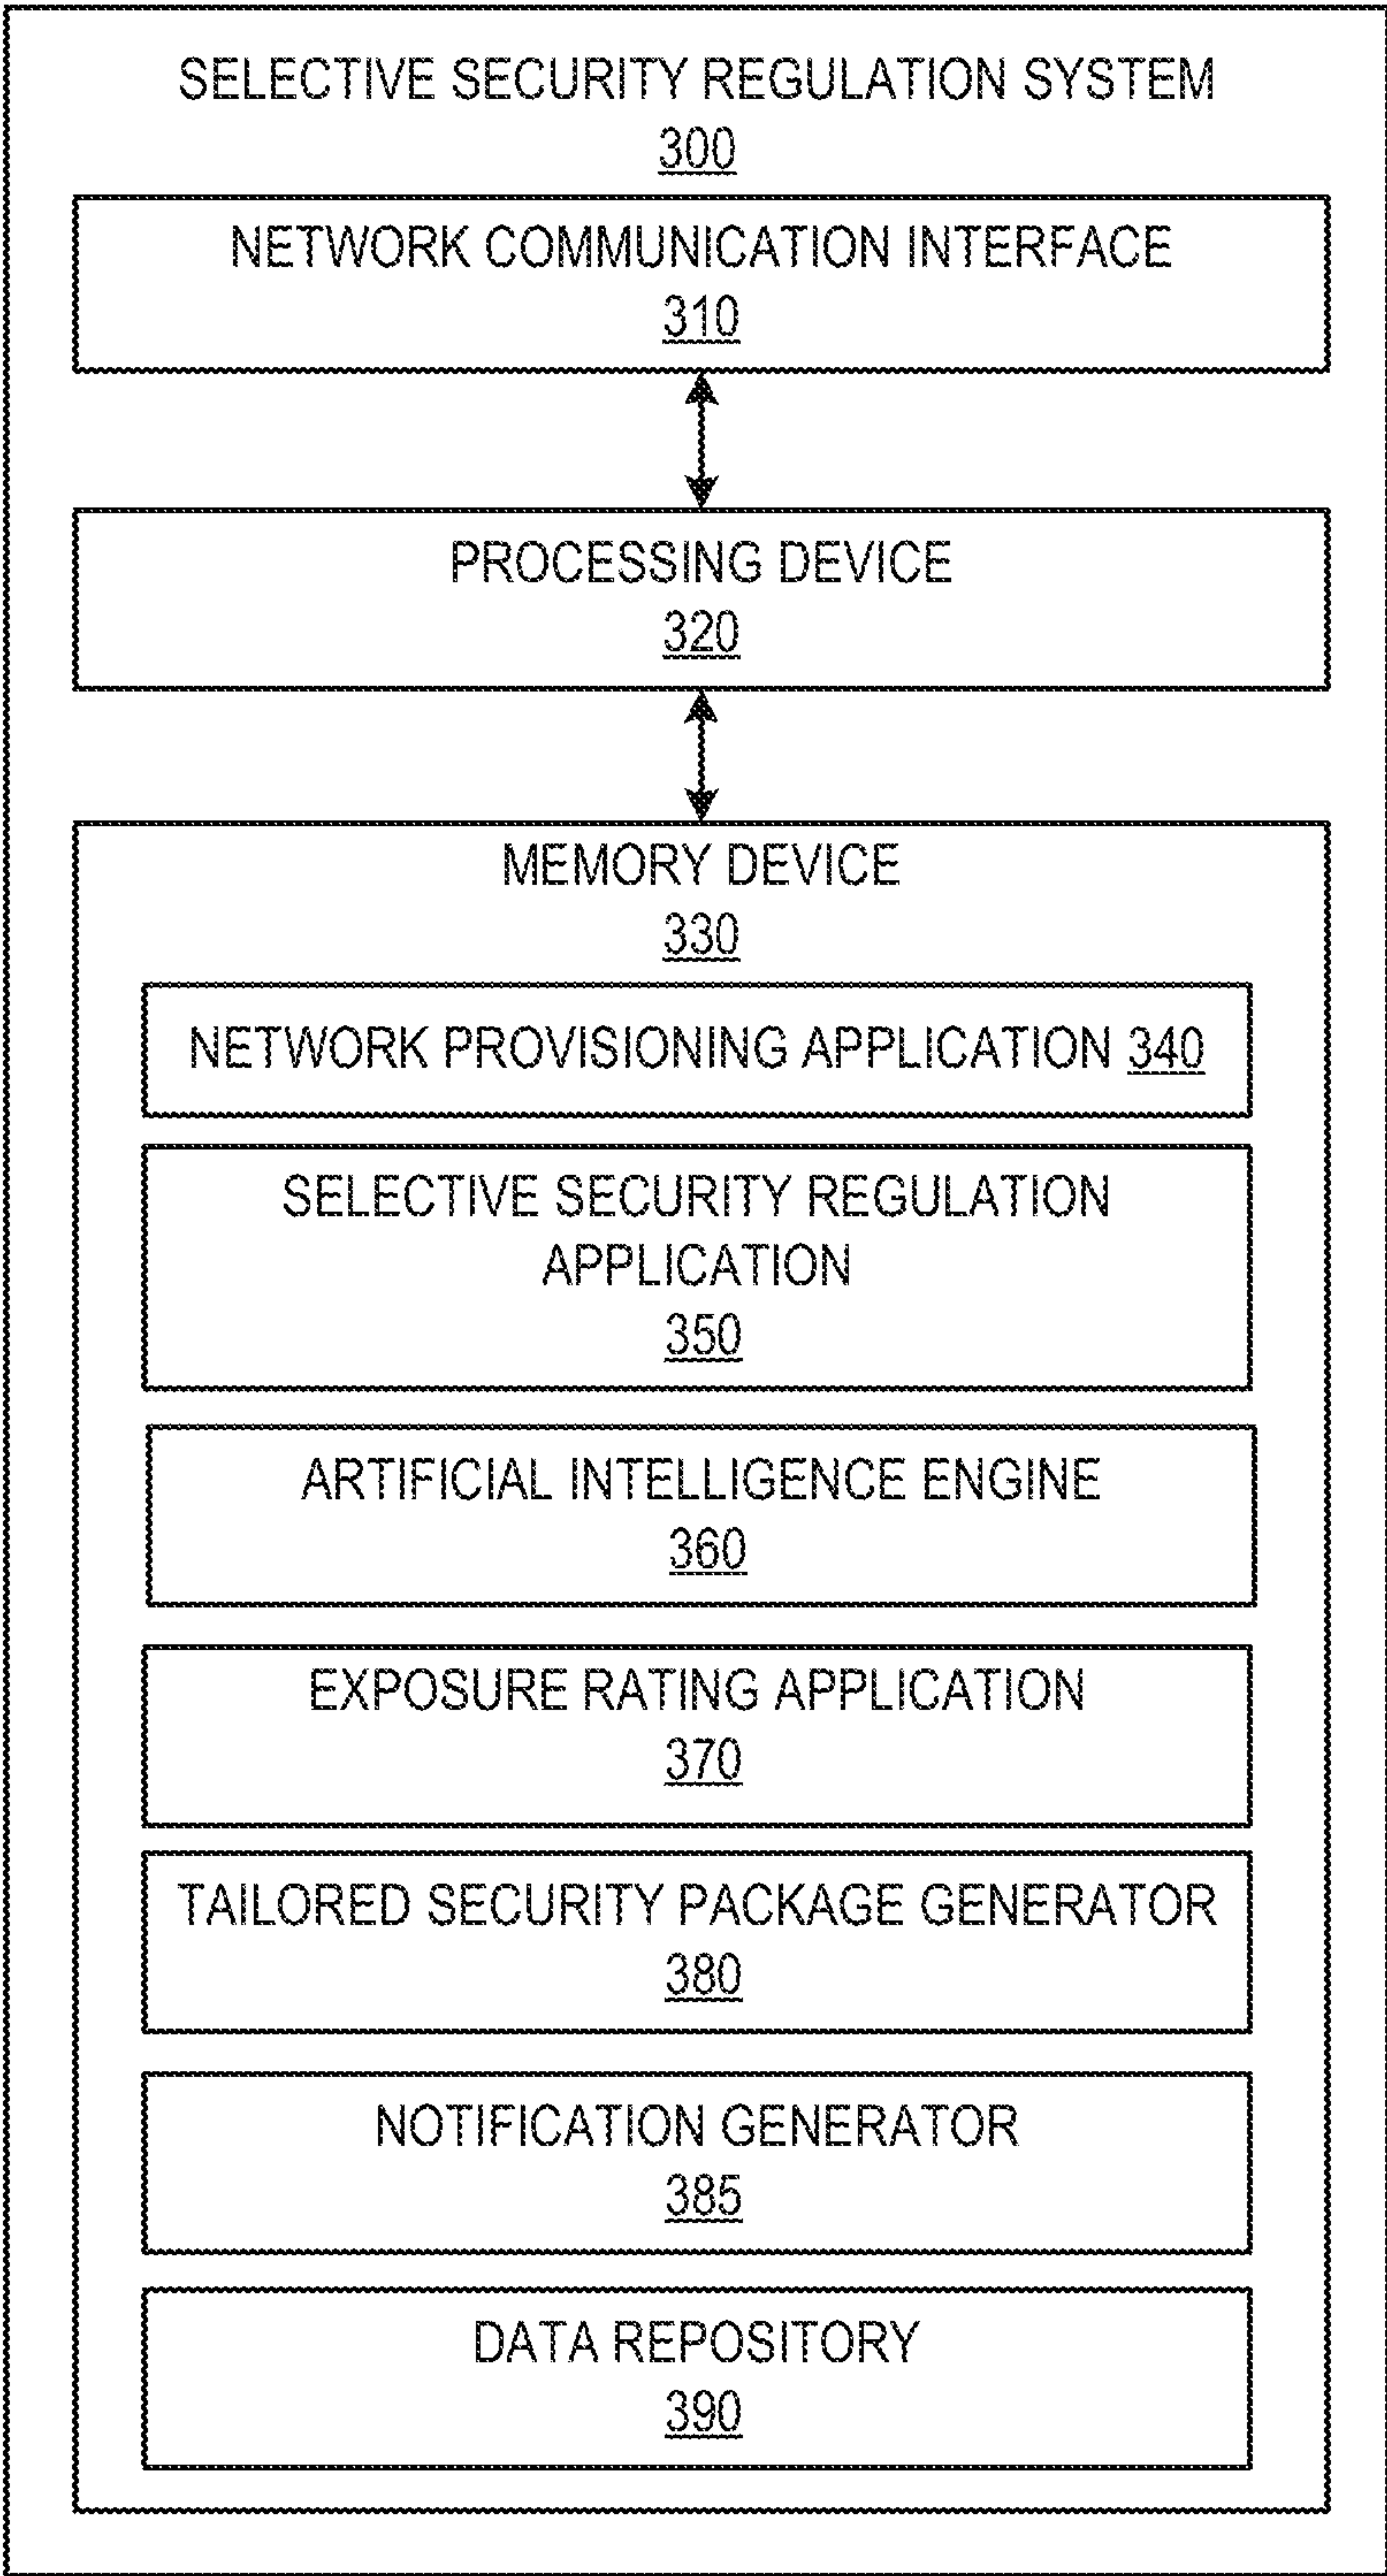 SELECTIVE SECURITY REGULATION SYSTEM
300
NETWORK COMMUNICATION INTERFACE
310
PROCESSING DEVICE
320
MEMORY DEVICE
330
NETWORK PROVISIONING APPLICATION 340
SELECTIVE SECURITY REGULATION
APPLICATION
350
ARTIFICIAL INTELLIGENCE ENGINE
360
EXPOSURE RATING APPLICATION
370
TAILORED SECURITY PACKAGE GENERATOR
380
NOTIFICATION GENERATOR
385
DATA REPOSITORY
390